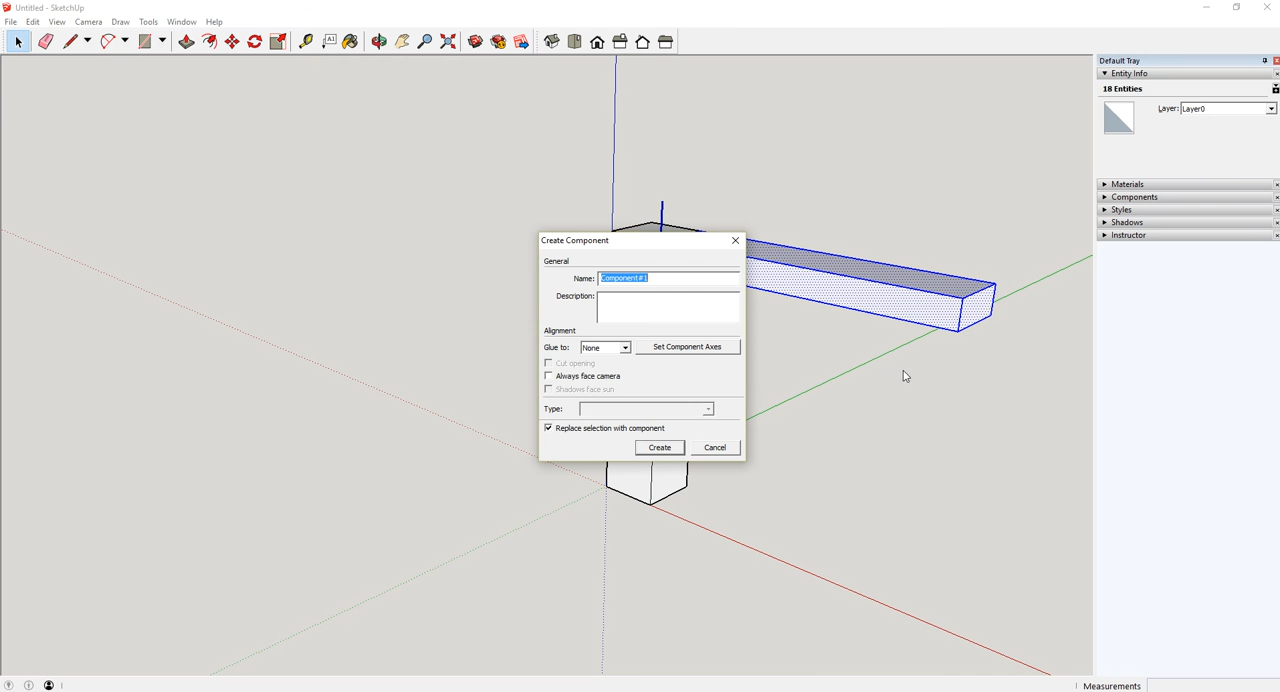 Untitled - SketchUp
File Edit View Camera Draw Tools Window Help
Default Tray
Entity Info
18 Entities
Layer: Layer0
Materials
Components
Styles
Shadows
Instructor
Create Component
General
Name: Component#1
Description:
Alignment
Glue to: None Set Component Axes
Cut opening
Always face camera
Shadows face sun
Type:
Replace selection with component
Create Cancel
Measurements